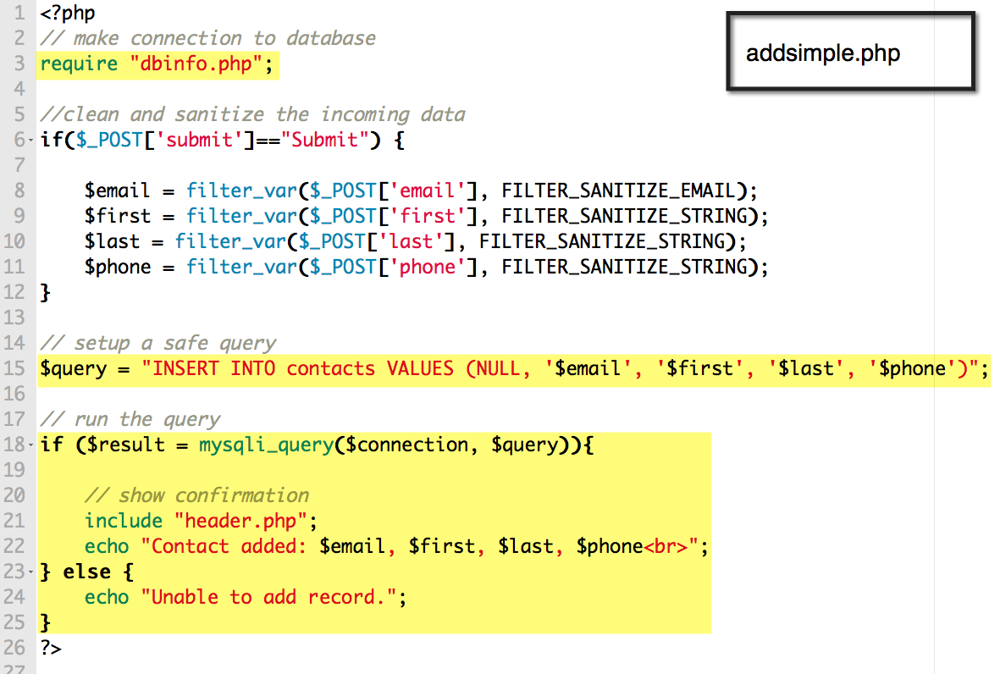 addsimple.php
1 <?php
2 // make connection to database
3 require "dbinfo.php";
4
5 //clean and sanitize the incoming data
6 if($_POST['submit']=="Submit") {
7
8     $email = filter_var($_POST['email'], FILTER_SANITIZE_EMAIL);
9     $first = filter_var($_POST['first'], FILTER_SANITIZE_STRING);
10     $last = filter_var($_POST['last'], FILTER_SANITIZE_STRING);
11     $phone = filter_var($_POST['phone'], FILTER_SANITIZE_STRING);
12 }
13
14 // setup a safe query
15 $query = "INSERT INTO contacts VALUES (NULL, '$email', '$first', '$last', '$phone')";
16
17 // run the query
18 if ($result = mysqli_query($connection, $query)){
19
20     // show confirmation
21     include "header.php";
22     echo "Contact added: $email, $first, $last, $phone<br>";
23 } else {
24     echo "Unable to add record.";
25 }
26 ?>
27